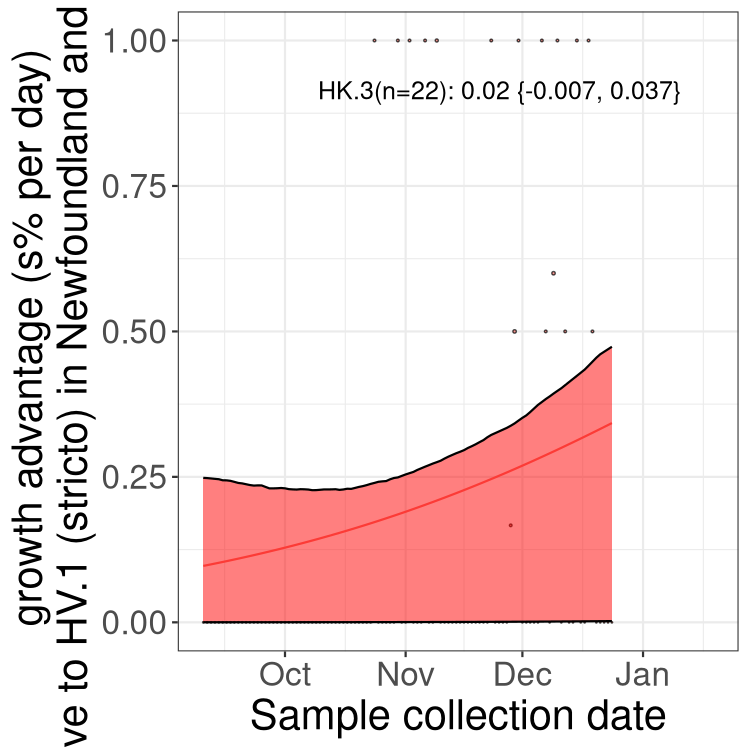 growth advantage (s% per day)
ve to HV.1 (stricto) in Newfoundland and
1.00
0.75
0.50
0.25
0.00
HK.3(n=22): 0.02 {-0.007, 0.037}
Oct Nov Dec Jan
Sample collection date